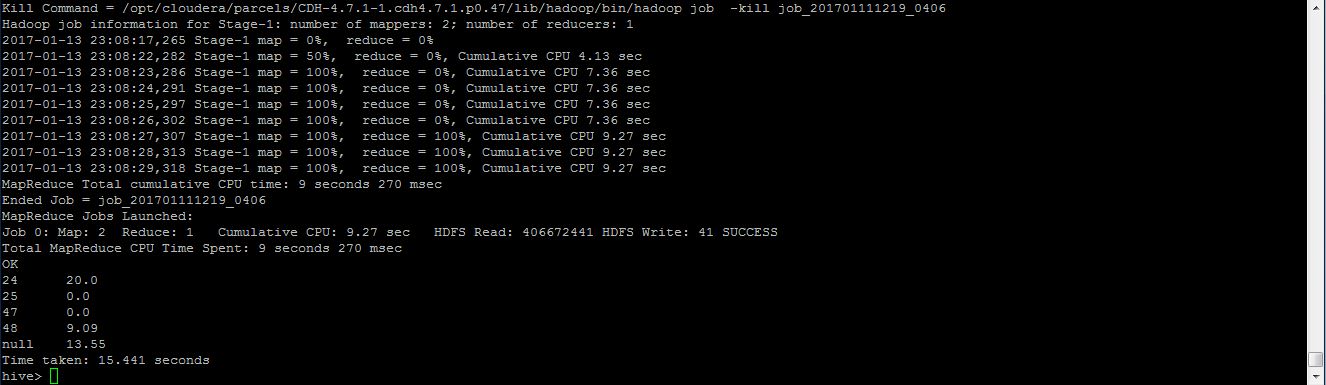 Kill Command = /opt/cloudera/parcels/CDH-4.7.1-1.cdh4.7.1.p0.47/lib/hadoop/bin/hadoop job  -kill job_201701111219_0406
Hadoop job information for Stage-1: number of mappers: 2; number of reducers: 1
2017-01-13 23:08:17,265 Stage-1 map = 0%,  reduce = 0%
2017-01-13 23:08:22,282 Stage-1 map = 50%,  reduce = 0%, Cumulative CPU 4.13 sec
2017-01-13 23:08:23,286 Stage-1 map = 100%,  reduce = 0%, Cumulative CPU 7.36 sec
2017-01-13 23:08:24,291 Stage-1 map = 100%,  reduce = 0%, Cumulative CPU 7.36 sec
2017-01-13 23:08:25,297 Stage-1 map = 100%,  reduce = 0%, Cumulative CPU 7.36 sec
2017-01-13 23:08:26,302 Stage-1 map = 100%,  reduce = 0%, Cumulative CPU 7.36 sec
2017-01-13 23:08:27,307 Stage-1 map = 100%,  reduce = 100%, Cumulative CPU 9.27 sec
2017-01-13 23:08:28,313 Stage-1 map = 100%,  reduce = 100%, Cumulative CPU 9.27 sec
2017-01-13 23:08:29,318 Stage-1 map = 100%,  reduce = 100%, Cumulative CPU 9.27 sec
MapReduce Total cumulative CPU time: 9 seconds 270 msec
Ended Job = job_201701111219_0406
MapReduce Jobs Launched:
Job 0: Map: 2  Reduce: 1   Cumulative CPU: 9.27 sec   HDFS Read: 406672441 HDFS Write: 41 SUCCESS
Total MapReduce CPU Time Spent: 9 seconds 270 msec
OK
24      20.0
25      0.0
47      0.0
48      9.09
null    13.55
Time taken: 15.441 seconds
hive>